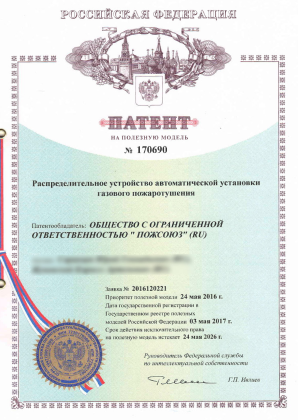 РОССИЙСКАЯ ФЕДЕРАЦИЯ
ПАТЕНТ
НА ПОЛЕЗНУЮ МОДЕЛЬ
№ 170690
Распределительное устройство автоматической установки
газового пожаротушения
Патентообладатель: ОБЩЕСТВО С ОГРАНИЧЕННОЙ
ОТВЕТСТВЕННОСТЬЮ " ПОЖСОЮЗ" (RU)
Заявка № 2016120221
Приоритет полезной модели 24 мая 2016 г.
Дата государственной регистрации в
Государственном реестре полезных
моделей Российской Федерации 03 мая 2017 г.
Срок действия исключительного права
на полезную модель истекает 24 мая 2026 г.
Руководитель Федеральной службы
по интеллектуальной собственности
Г.П. Ивлиев